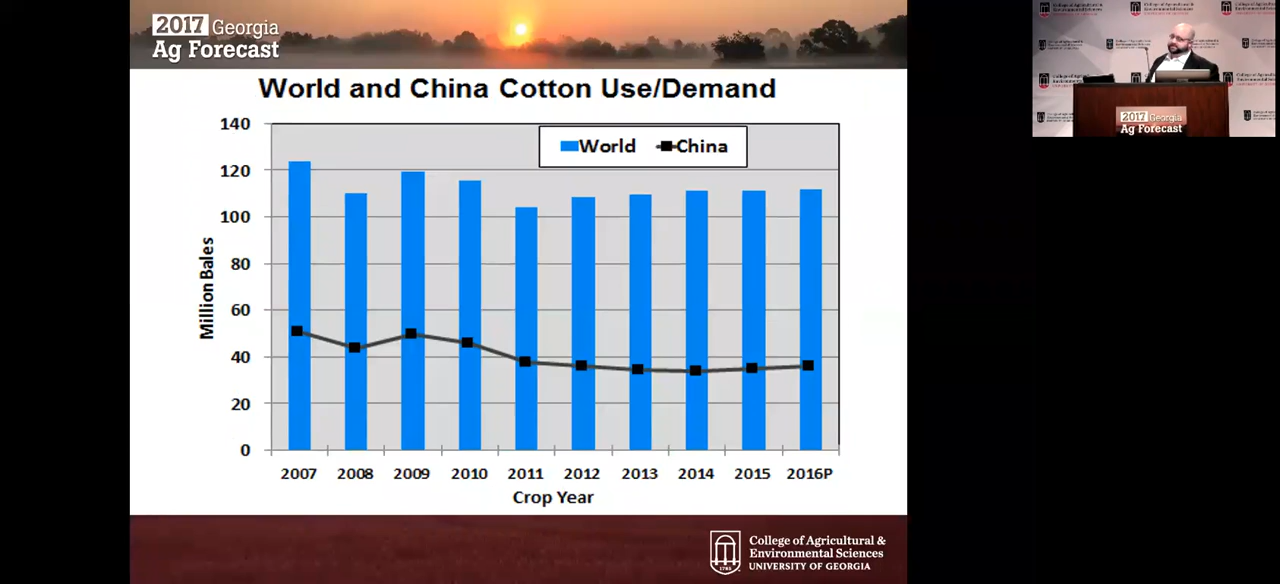 2017 Georgia
Ag Forecast
World and China Cotton Use/Demand
World
China
Million Bales
140
120
100
80
60
40
20
0
2007 2008 2009 2010 2011 2012 2013 2014 2015 2016P
Crop Year
College of Agricultural &
Environmental Sciences
UNIVERSITY OF GEORGIA
2017 Georgia
Ag Forecast